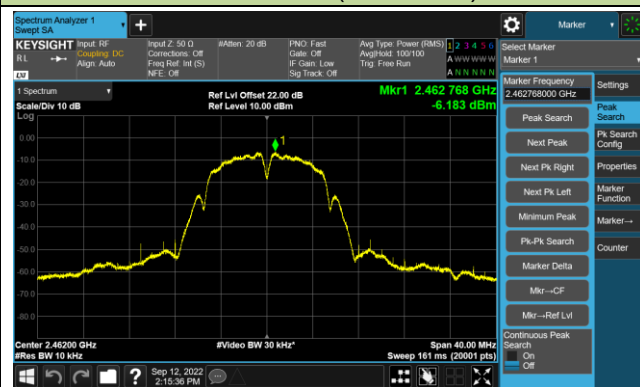 Spectrum Analyzer 1
Swept SA
Marker
KEYSIGHT
RL
Input: RF
Coupling: DC
Align: Auto
Input Z: 50 Ω
Corrections: Off
Freq Ref: Int (S)
NFE: Off
#Atten: 20 dB
PNO: Fast
Gate: Off
IF Gain: Low
Sig Track: Off
Avg Type: Power (RMS)
Avg|Hold: 100/100
Trig: Free Run
1 2 3 4 5 6
A W W W W W
A N N N N N
Select Marker
Marker 1
1 Spectrum
Scale/Div 10 dB
Log
Ref Lvl Offset 22.00 dB
Ref Level 10.00 dBm
Mkr1 2.462 768 GHz
-6.183 dBm
1
0.00
-10.0
-20.0
-30.0
-40.0
-50.0
-60.0
-70.0
-80.0
Center 2.46200 GHz
#Res BW 10 kHz
#Video BW 30 kHz*
Span 40.00 MHz
Sweep 161 ms (20001 pts)
Marker Frequency
2.462768000 GHz
Peak Search
Next Peak
Next Pk Right
Next Pk Left
Minimum Peak
Pk-Pk Search
Marker Delta
Mkr→CF
Mkr→Ref Lvl
Continuous Peak
Search
On
Off
Settings
Peak
Search
Pk Search
Config
Properties
Marker
Function
Marker→
Counter
Sep 12, 2022
2:15:36 PM